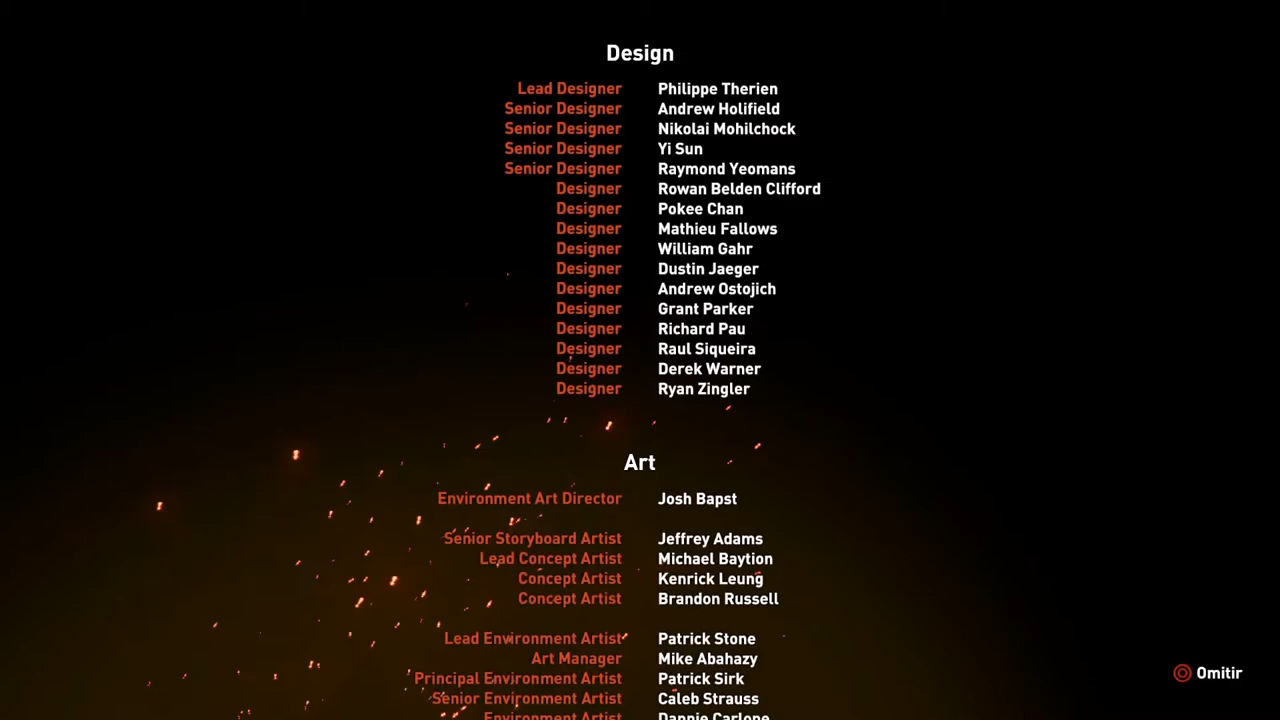 Design
Lead Designer Philippe Therien
Senior Designer Andrew Holifield
Senior Designer Nikolai Mohilchock
Senior Designer Yi Sun
Senior Designer Raymond Yeomans
Designer Rowan Belden Clifford
Designer Pokee Chan
Designer Mathieu Fallows
Designer William Gahr
Designer Dustin Jaeger
Designer Andrew Ostojich
Designer Grant Parker
Designer Richard Pau
Designer Raul Siqueira
Designer Derek Warner
Designer Ryan Zingler
Art
Environment Art Director Josh Bapst
Senior Storyboard Artist Jeffrey Adams
Lead Concept Artist Michael Baytion
Concept Artist Kenrick Leung
Concept Artist Brandon Russell
Lead Environment Artist Patrick Stone
Art Manager Mike Abahazy
Principal Environment Artist Patrick Sirk
Omitir
Senior Environment Artist Caleb Strauss
Environment Artist Dannie Carlone